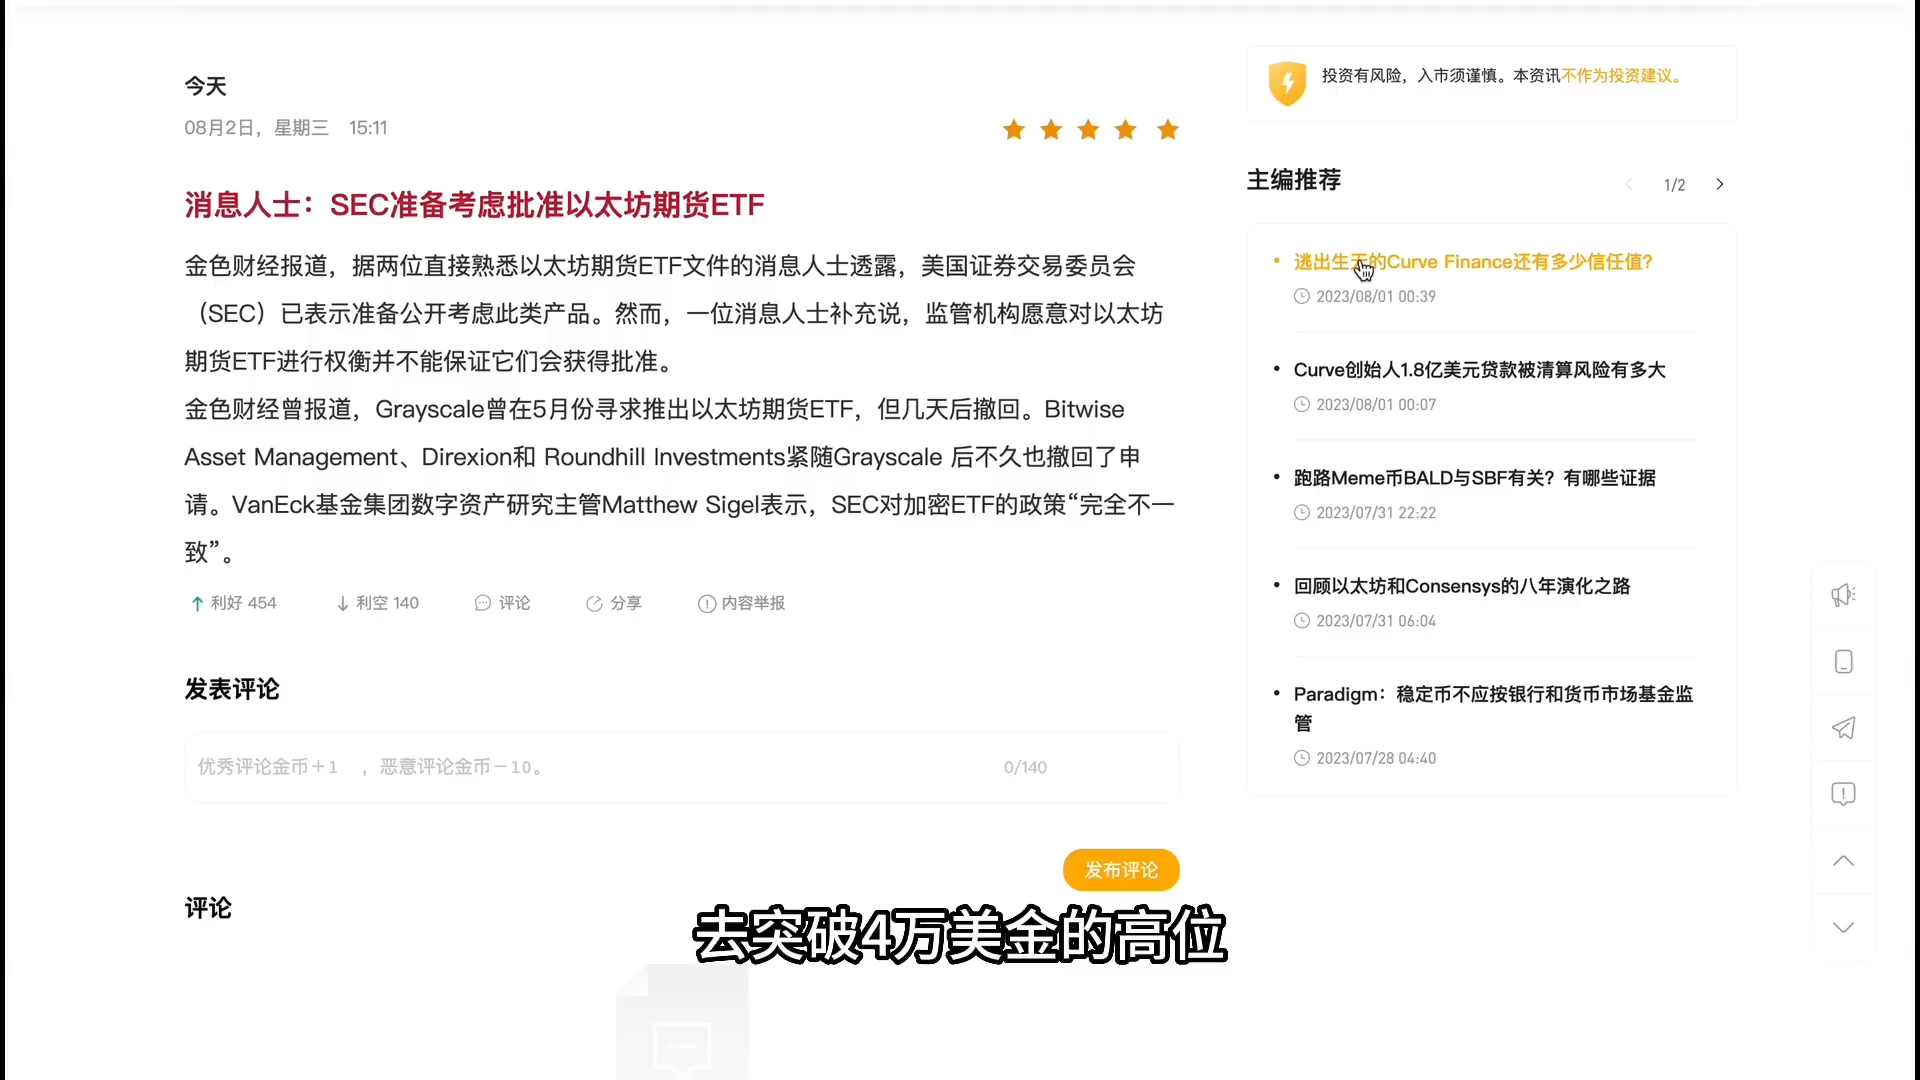 今天
08月2日，星期三 15:11
消息人士：SEC准备考虑批准以太坊期货ETF
金色财经报道，据两位直接熟悉以太坊期货ETF文件的消息人士透露，美国证券交易委员会
（SEC）已表示准备公开考虑此类产品。然而，一位消息人士补充说，监管机构愿意对以太坊
期货ETF进行权衡并不能保证它们会获得批准。
金色财经曾报道，Grayscale曾在5月份寻求推出以太坊期货ETF，但几天后撤回。Bitwise
Asset Management、Direxion和 Roundhill Investments紧随Grayscale 后不久也撤回了申
请。VanEck基金集团数字资产研究主管Matthew Sigel表示，SEC对加密ETF的政策“完全不一
致”。
利好 454 利空 140 评论 分享 内容举报
发表评论
优秀评论金币＋1 ，恶意评论金币－10。 0/140
发布评论
评论
投资有风险，入市须谨慎。本资讯不作为投资建议。
主编推荐 1/2
逃出生天的Curve Finance还有多少信任值？
2023/08/01 00:39
Curve创始人1.8亿美元贷款被清算风险有多大
2023/08/01 00:07
跑路Meme币BALD与SBF有关？有哪些证据
2023/07/31 22:22
回顾以太坊和Consensys的八年演化之路
2023/07/31 06:04
Paradigm：稳定币不应按银行和货币市场基金监
管
2023/07/28 04:40
去突破4万美金的高位